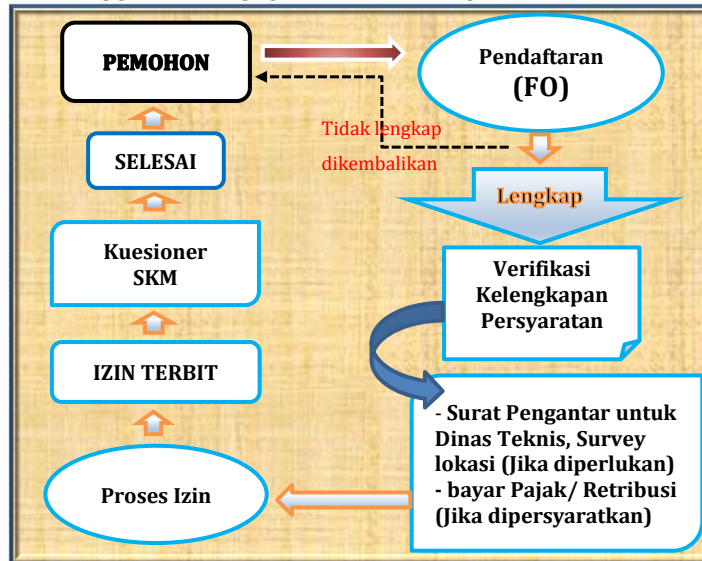 PEMOHON
Pendaftaran
(FO)
Tidak lengkap
dikembalikan
Lengkap
Verifikasi
Kelengkapan
Persyaratan
- Surat Pengantar untuk
Dinas Teknis, Survey
lokasi (Jika diperlukan)
- bayar Pajak/ Retribusi
(Jika dipersyaratkan)
Proses Izin
IZIN TERBIT
Kuesioner
SKM
SELESAI